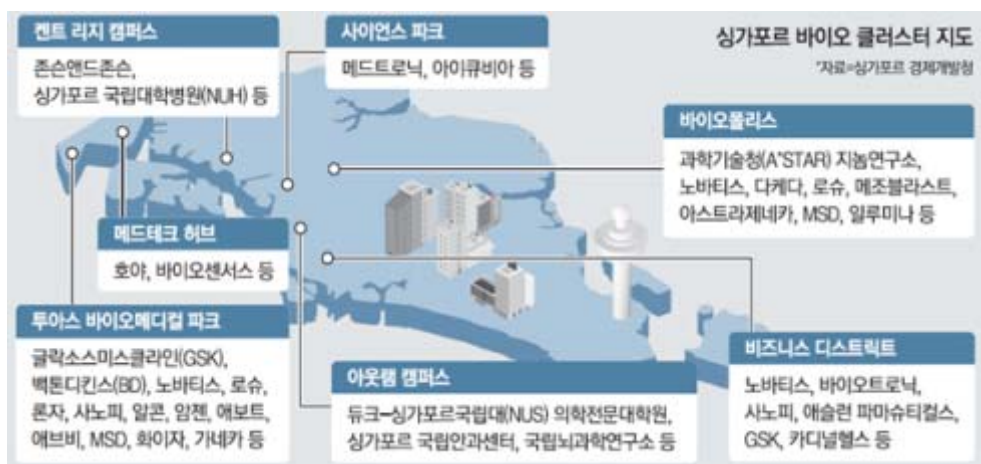 싱가포르 바이오 클러스터 지도
*자료=싱가포르 경제개발청
켄트 리지 캠퍼스
존슨앤드존슨,
싱가포르 국립대학병원(NUH) 등
사이언스 파크
메드트로닉, 아이큐비아 등
바이오폴리스
과학기술청(A*STAR) 지놈연구소,
노바티스, 다케다, 로슈, 메조블라스트,
아스트라제네카, MSD, 일루미나 등
메드테크 허브
호야, 바이오센서스 등
투아스 바이오메디컬 파크
글락소스미스클라인(GSK),
벡톤디킨스(BD), 노바티스, 로슈,
론자, 사노피, 알콘, 암젠, 애보트,
애브비, MSD, 화이자, 가네카 등
아웃램 캠퍼스
듀크-싱가포르국립대(NUS) 의학전문대학원,
싱가포르 국립안과센터, 국립뇌과학연구소 등
비즈니스 디스트릭트
노바티스, 바이오트로닉,
사노피, 애슬런 파마슈티컬스,
GSK, 카디널헬스 등